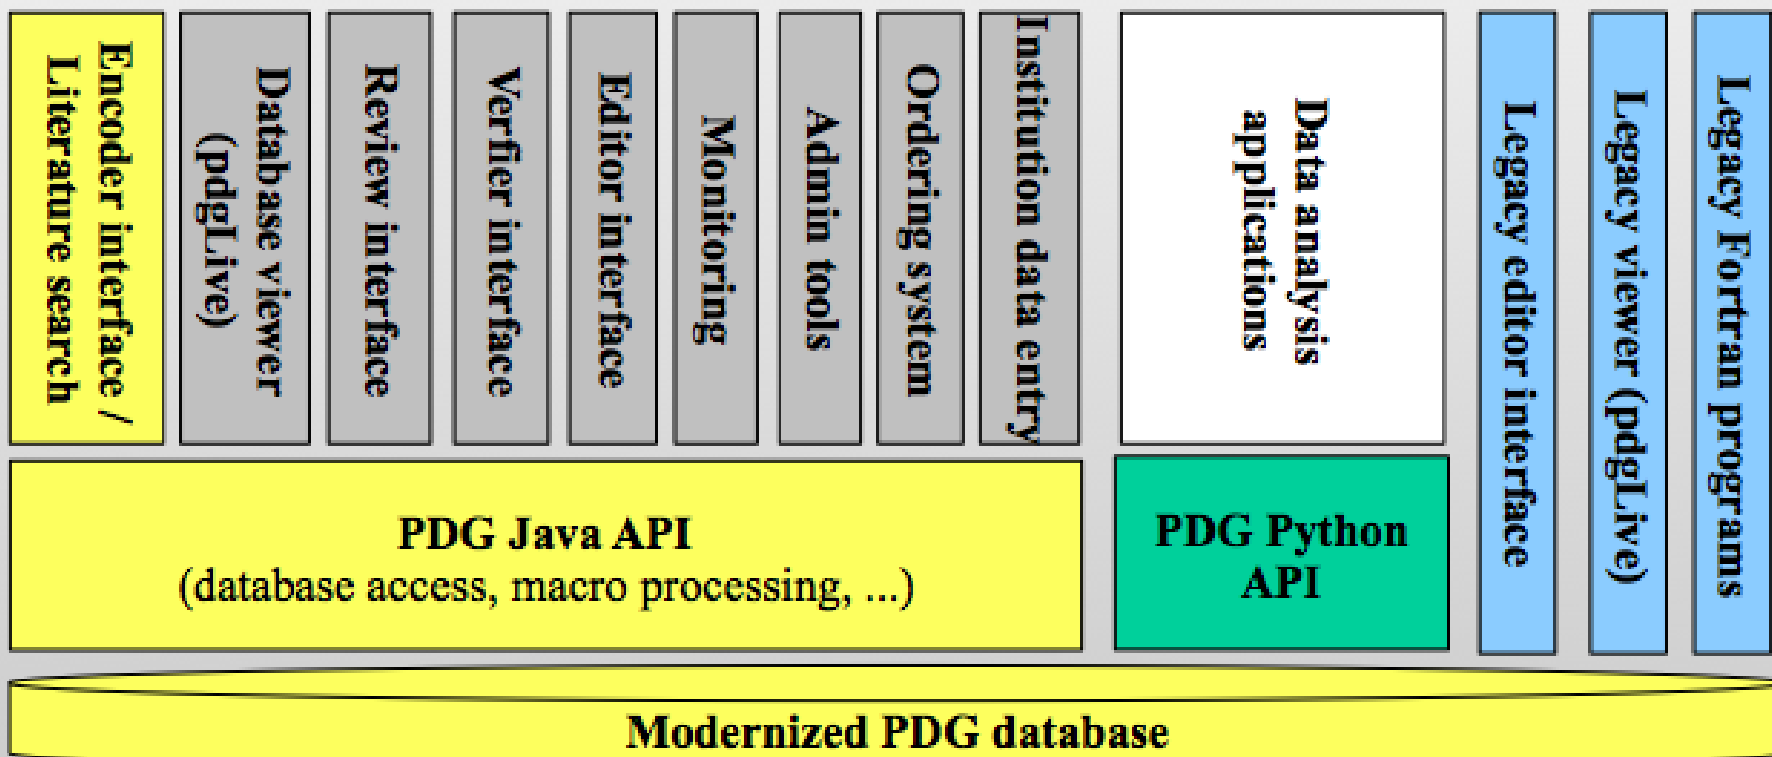 Encoder interface /
Literature search
Database viewer
(pdgLive)
Review interface
Verfier interface
Editor interface
Monitoring
Admin tools
Ordering system
Institution data entry
Data analysis
applications
Legacy editor interface
Legacy viewer (pdgLive)
Legacy Fortran programs
PDG Java API
(database access, macro processing, ...)
PDG Python
API
Modernized PDG database